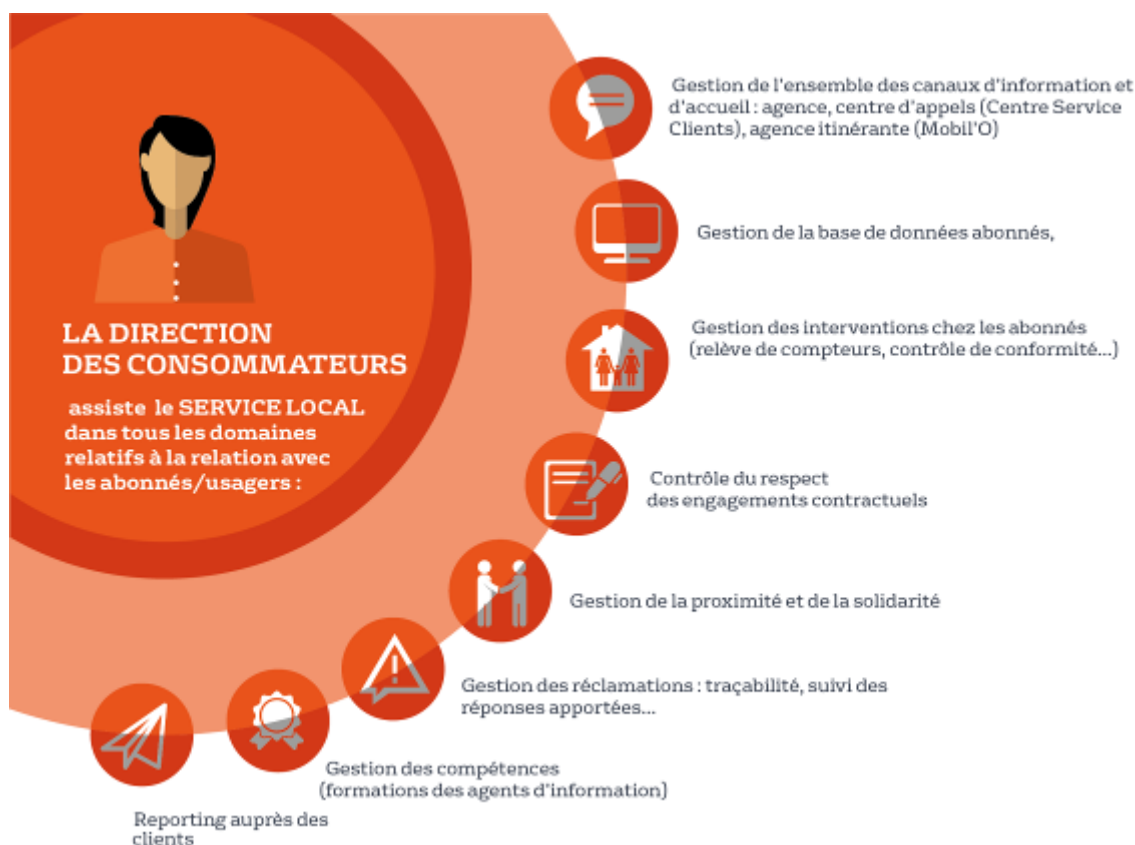 LA DIRECTION
DES CONSOMMATEURS
assiste le SERVICE LOCAL
dans tous les domaines
relatifs à la relation avec
les abonnés/usagers :
Gestion de l'ensemble des canaux d'information et
d'accueil : agence, centre d'appels (Centre Service
Clients), agence itinérante (Mobil'O)
Gestion de la base de données abonnés,
Gestion des interventions chez les abonnés
(relève de compteurs, contrôle de conformité...)
Contrôle du respect
des engagements contractuels
Gestion de la proximité et de la solidarité
Gestion des réclamations : traçabilité, suivi des
réponses apportées...
Gestion des compétences
(formations des agents d'information)
Reporting auprès des
clients